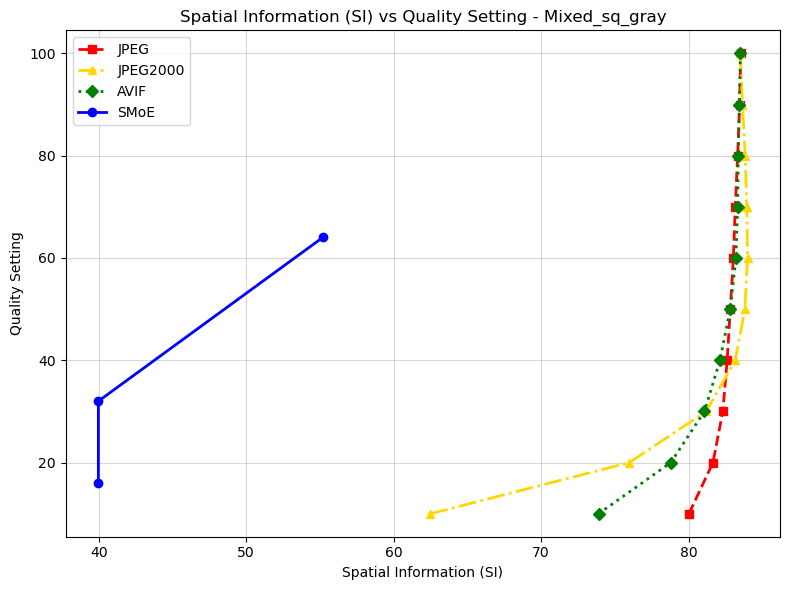 Spatial Information (SI) vs Quality Setting - Mixed_sq_gray
JPEG
JPEG2000
AVIF
SMoE
Quality Setting
100
80
60
40
20
40 50 60 70 80
Spatial Information (SI)